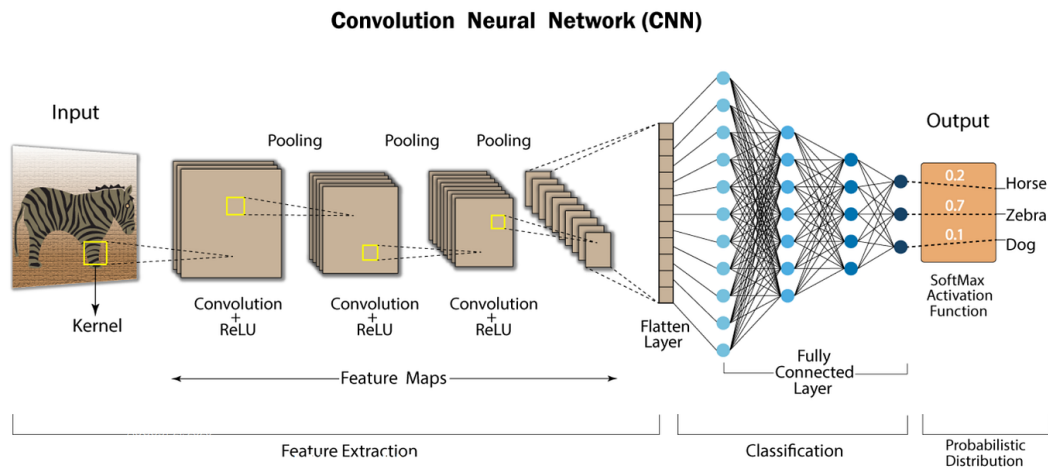 Convolution Neural Network (CNN)
Input
Pooling
Pooling
Pooling
Output
Kernel
Convolution
+
ReLU
Convolution
+
ReLU
Convolution
+
ReLU
Flatten
Layer
0.2
0.7
0.1
Horse
Zebra
Dog
SoftMax
Activation
Function
Feature Maps
Fully
Connected
Layer
Feature Extraction
Classification
Probabilistic
Distribution